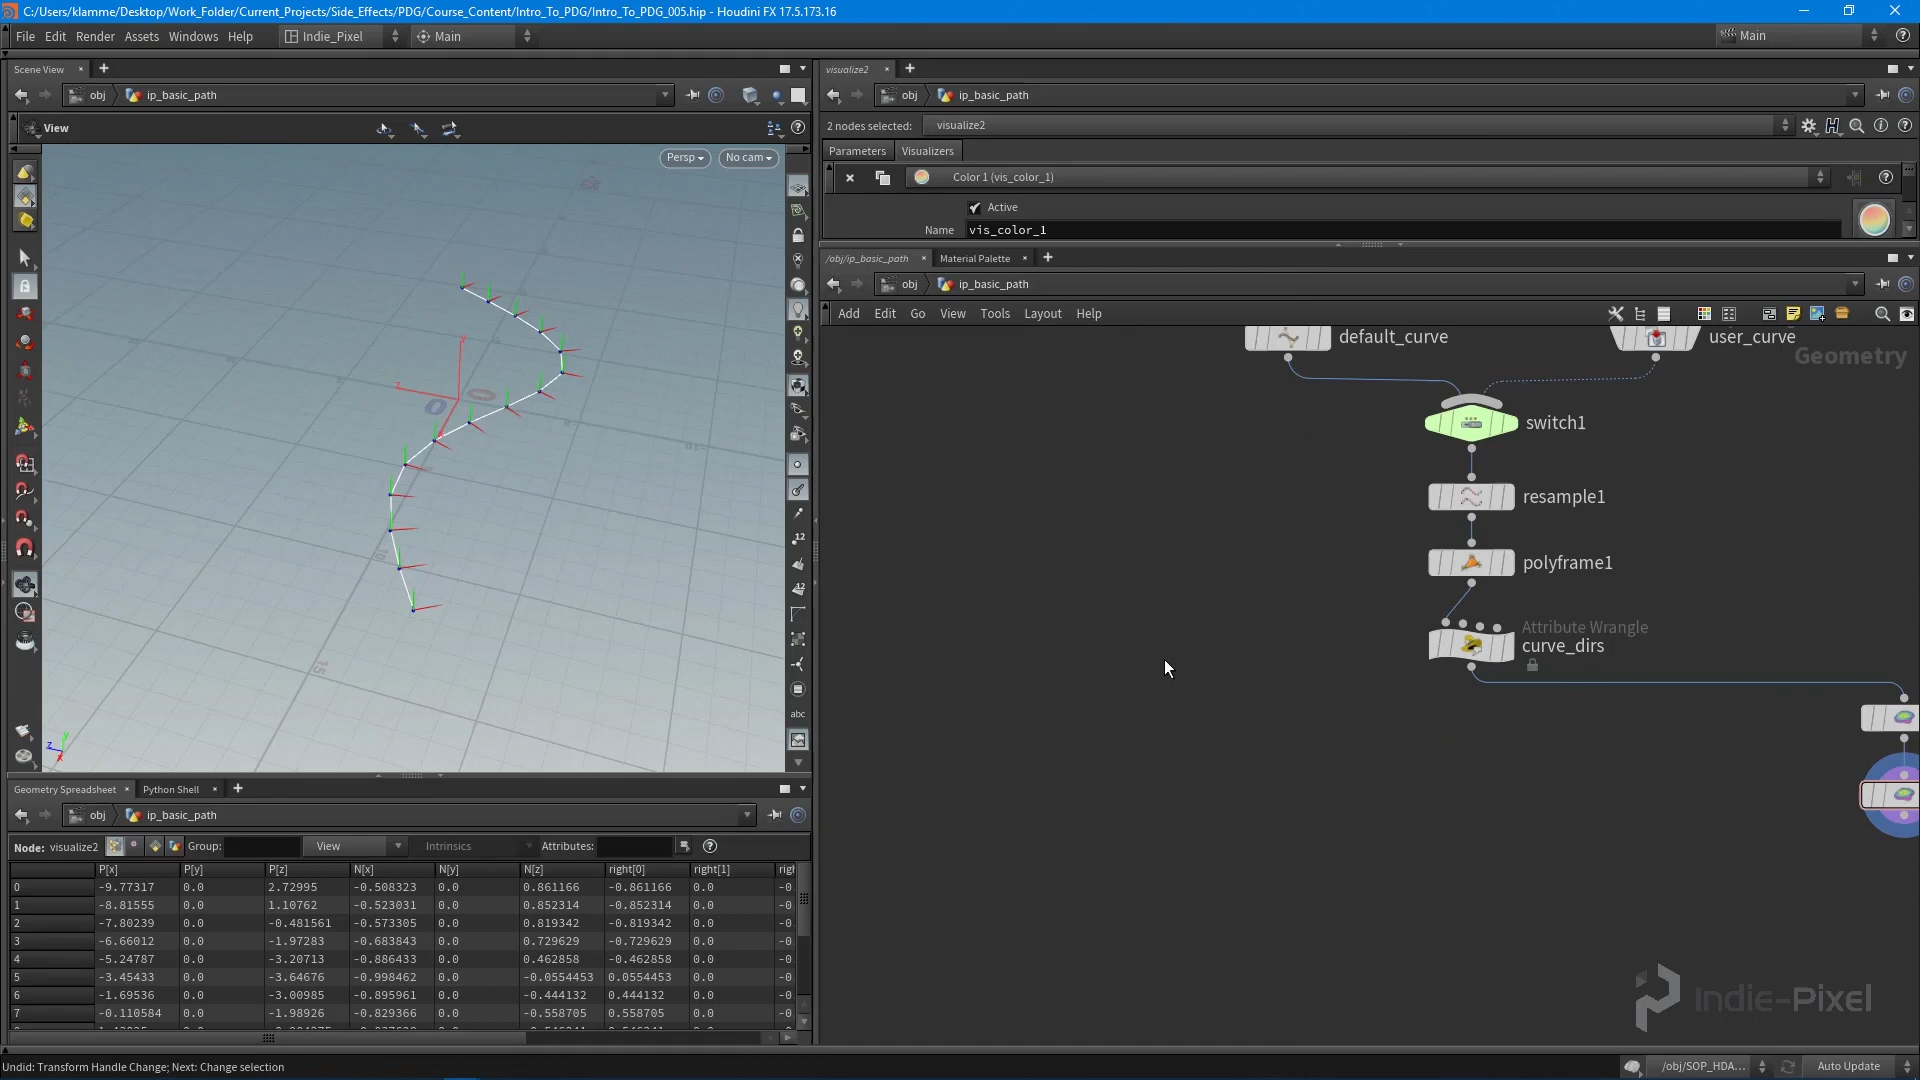 C:/Users/klamme/Desktop/Work_Folder/Current_Projects/Side_Effects/PDG/Course_Content/Intro_To_PDG/Intro_To_PDG_005.hip - Houdini FX 17.5.173.16
File Edit Render Assets Windows Help Indie_Pixel Main Main
Scene View
obj ip_basic_path
View
Persp No cam
visualize2
obj ip_basic_path
2 nodes selected: visualize2
Parameters Visualizers
Color 1 (vis_color_1)
Active
Name vis_color_1
/obj/ip_basic_path Material Palette
obj ip_basic_path
Add Edit Go View Tools Layout Help
default_curve user_curve
Geometry
switch1
resample1
polyframe1
Attribute Wrangle
curve_dirs
abc
Geometry Spreadsheet Python Shell
obj ip_basic_path
Node: visualize2 Group: View Intrinsics Attributes:
P[x] P[y] P[z] N[x] N[y] N[z] right[0] right[1]
0 -9.77317 0.0 2.72995 -0.508323 0.0 0.861166 -0.861166 0.0 -0
1 -8.81555 0.0 1.10762 -0.523031 0.0 0.852314 -0.852314 0.0 -0
2 -7.80239 0.0 -0.481561 -0.573305 0.0 0.819342 -0.819342 0.0 -0
3 -6.66012 0.0 -1.97283 -0.683843 0.0 0.729629 -0.729629 0.0 -0
4 -5.24787 0.0 -3.20713 -0.886433 0.0 0.462858 -0.462858 0.0 -0
5 -3.45433 0.0 -3.64676 -0.998462 0.0 -0.0554453 0.0554453 0.0 -0
6 -1.69536 0.0 -3.00985 -0.895961 0.0 -0.444132 0.444132 0.0 -0
7 -0.110584 0.0 -1.98926 -0.829366 0.0 -0.558705 0.558705 0.0 -0
Indie-Pixel
Undid: Transform Handle Change; Next: Change selection
/obj/SOP_HDA... Auto Update